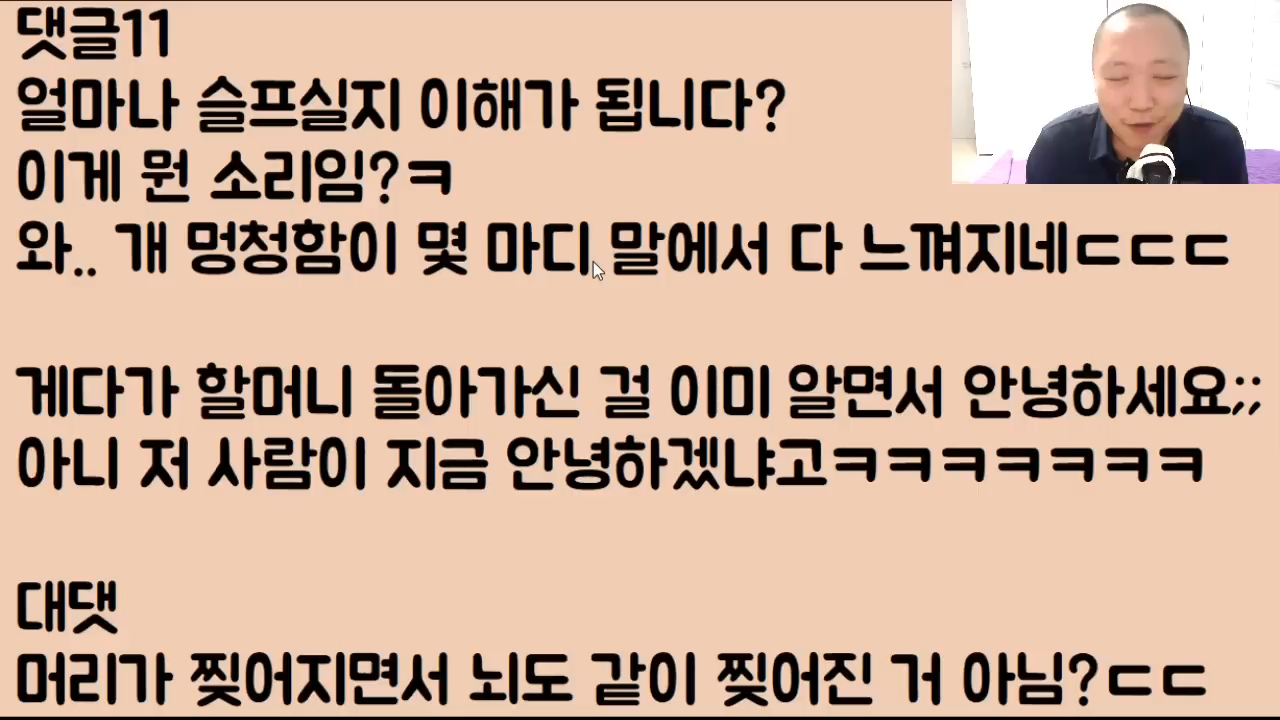 댓글11
얼마나 슬프실지 이해가 됩니다?
이게 뭔 소리임?ㅋ
와.. 개 멍청함이 몇 마디 말에서 다 느껴지네ㄷㄷㄷ
게다가 할머니 돌아가신 걸 이미 알면서 안녕하세요;;
아니 저 사람이 지금 안녕하겠냐고ㅋㅋㅋㅋㅋㅋㅋ
대댓
머리가 찢어지면서 뇌도 같이 찢어진 거 아님?ㄷㄷ